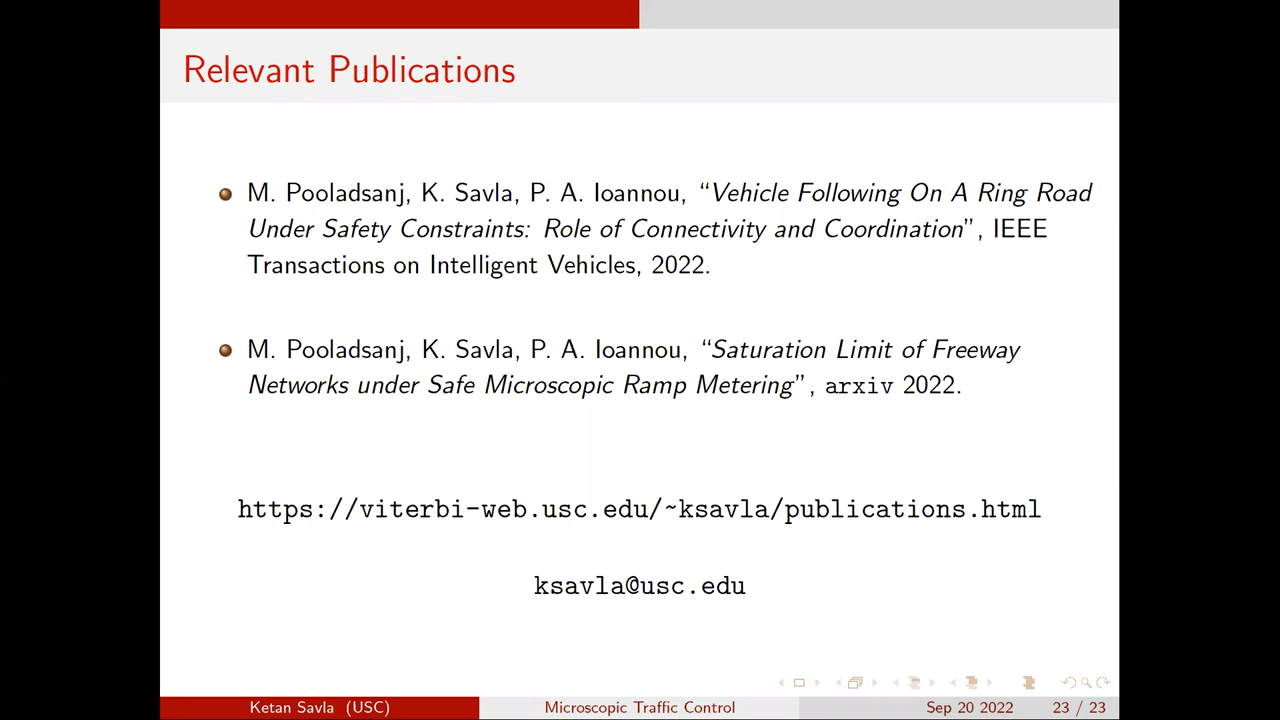 Relevant Publications
M. Pooladsanj, K. Savla, P. A. Ioannou, “Vehicle Following On A Ring Road
Under Safety Constraints: Role of Connectivity and Coordination”, IEEE
Transactions on Intelligent Vehicles, 2022.
M. Pooladsanj, K. Savla, P. A. Ioannou, “Saturation Limit of Freeway
Networks under Safe Microscopic Ramp Metering”, arxiv 2022.
https://viterbi-web.usc.edu/~ksavla/publications.html
ksavla@usc.edu
Ketan Savla (USC) Microscopic Traffic Control Sep 20 2022 23 / 23